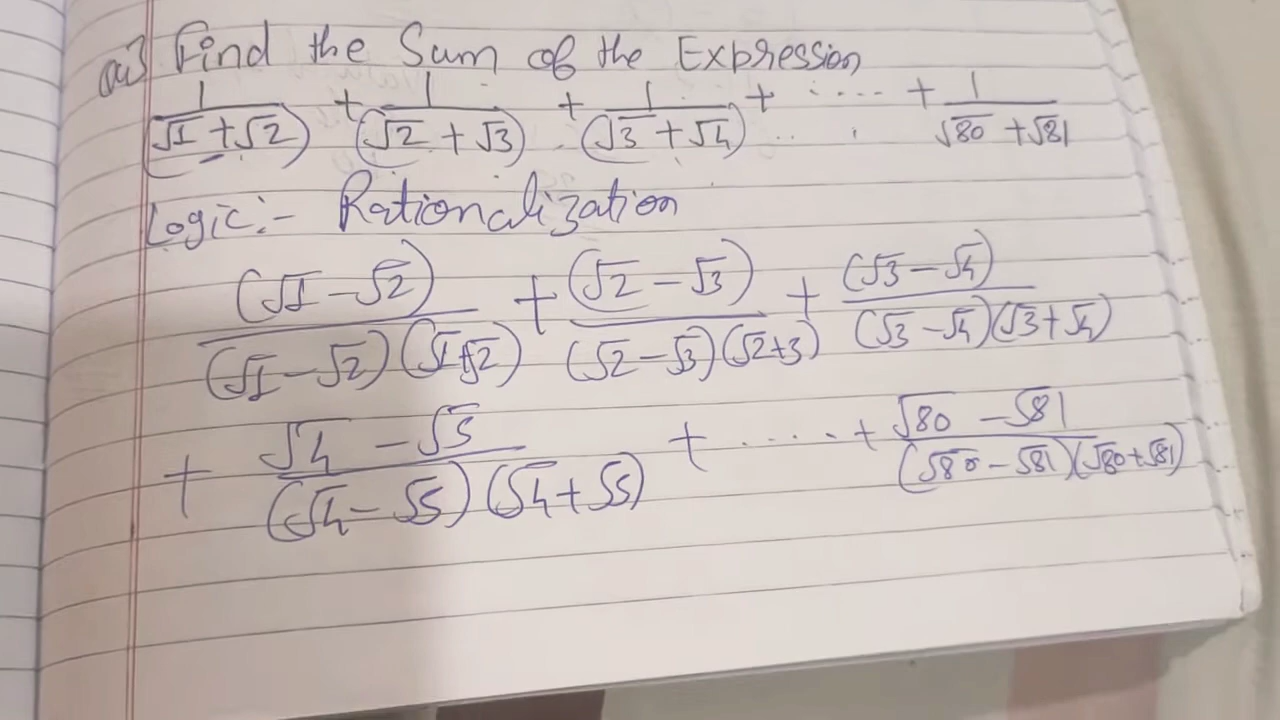 Q3] Find the Sum of the Expression
1/(√1 + √2) + 1/(√2 + √3) + 1/(√3 + √4) + ..... + 1/√80 + √81
Logic:- Rationalization
(√1 - √2)/(√1 - √2)(√1+√2) + (√2 - √3)/(√2 - √3)(√2+3) + (√3 - √4)/(√3 - √4)(√3+√4)
+ √4 - √5/(√4 - √5)(√4+√5) + ..... + √80 - √81/(√80 - √81)(√80+√81)